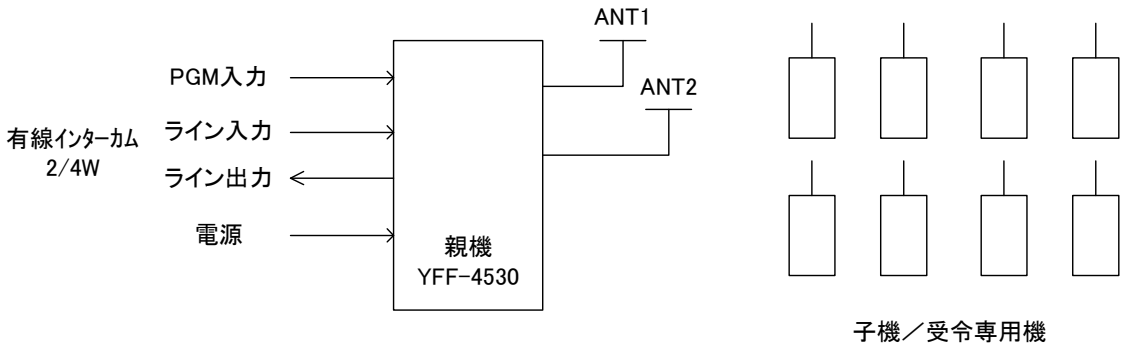 ANT1
PGM入力
ANT2
有線インターカム
2/4W
ライン入力
ライン出力
電源
親機
YFF-4530
子機／受令専用機